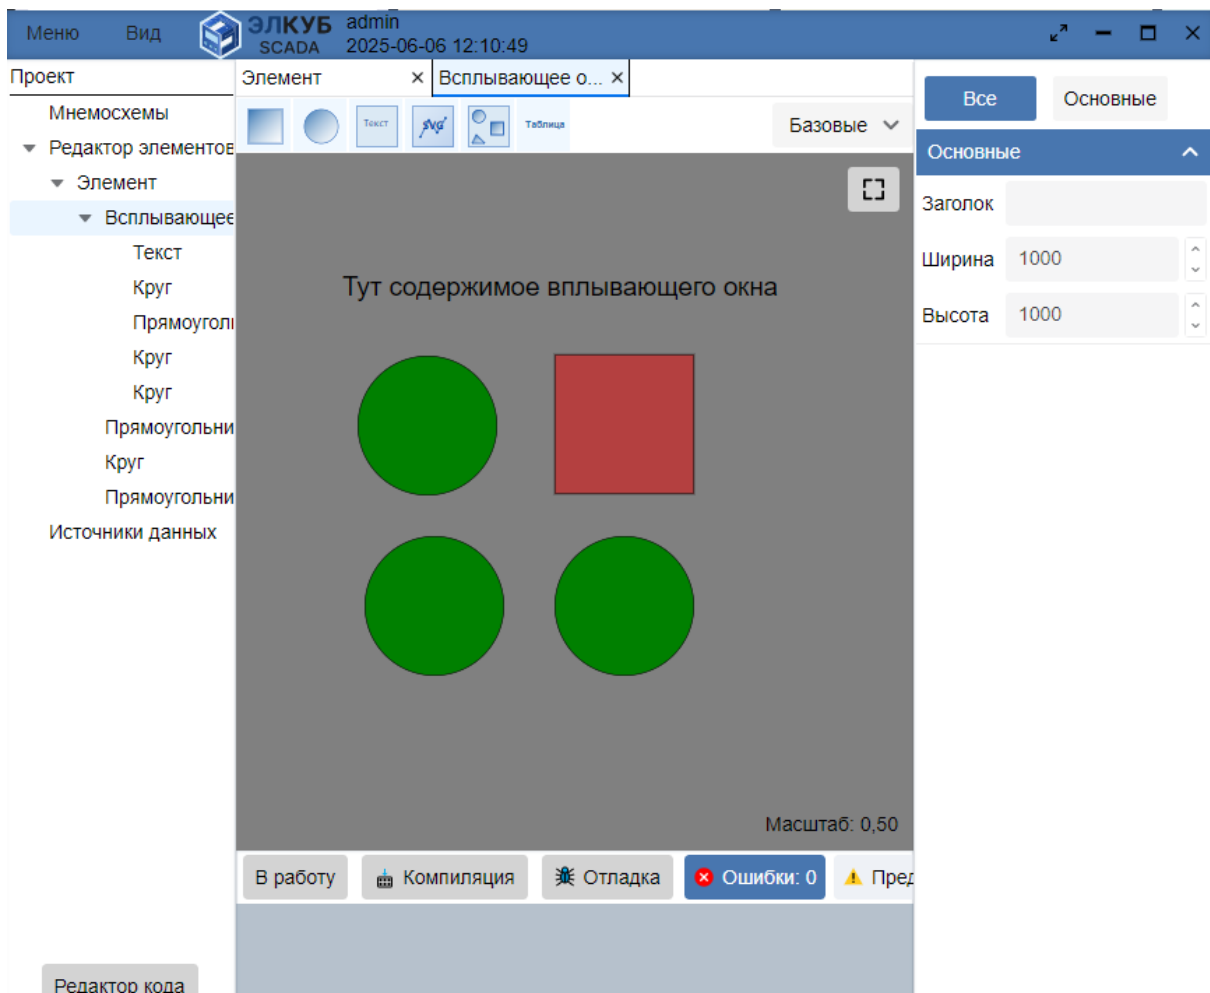 Меню Вид ЭЛКУБ SCADA admin
2025-06-06 12:10:49
Проект
Мнемосхемы
Редактор элементов
Элемент
Всплывающее
Текст
Круг
Прямоуголь
Круг
Круг
Прямоугольни
Круг
Прямоугольни
Источники данных
Редактор кода
Элемент × Всплывающее о... ×
Текст svg Таблица Базовые
Тут содержимое вплывающего окна
Масштаб: 0,50
В работу Компиляция Отладка Ошибки: 0 Пред
Все Основные
Основные
Заголок
Ширина 1000
Высота 1000